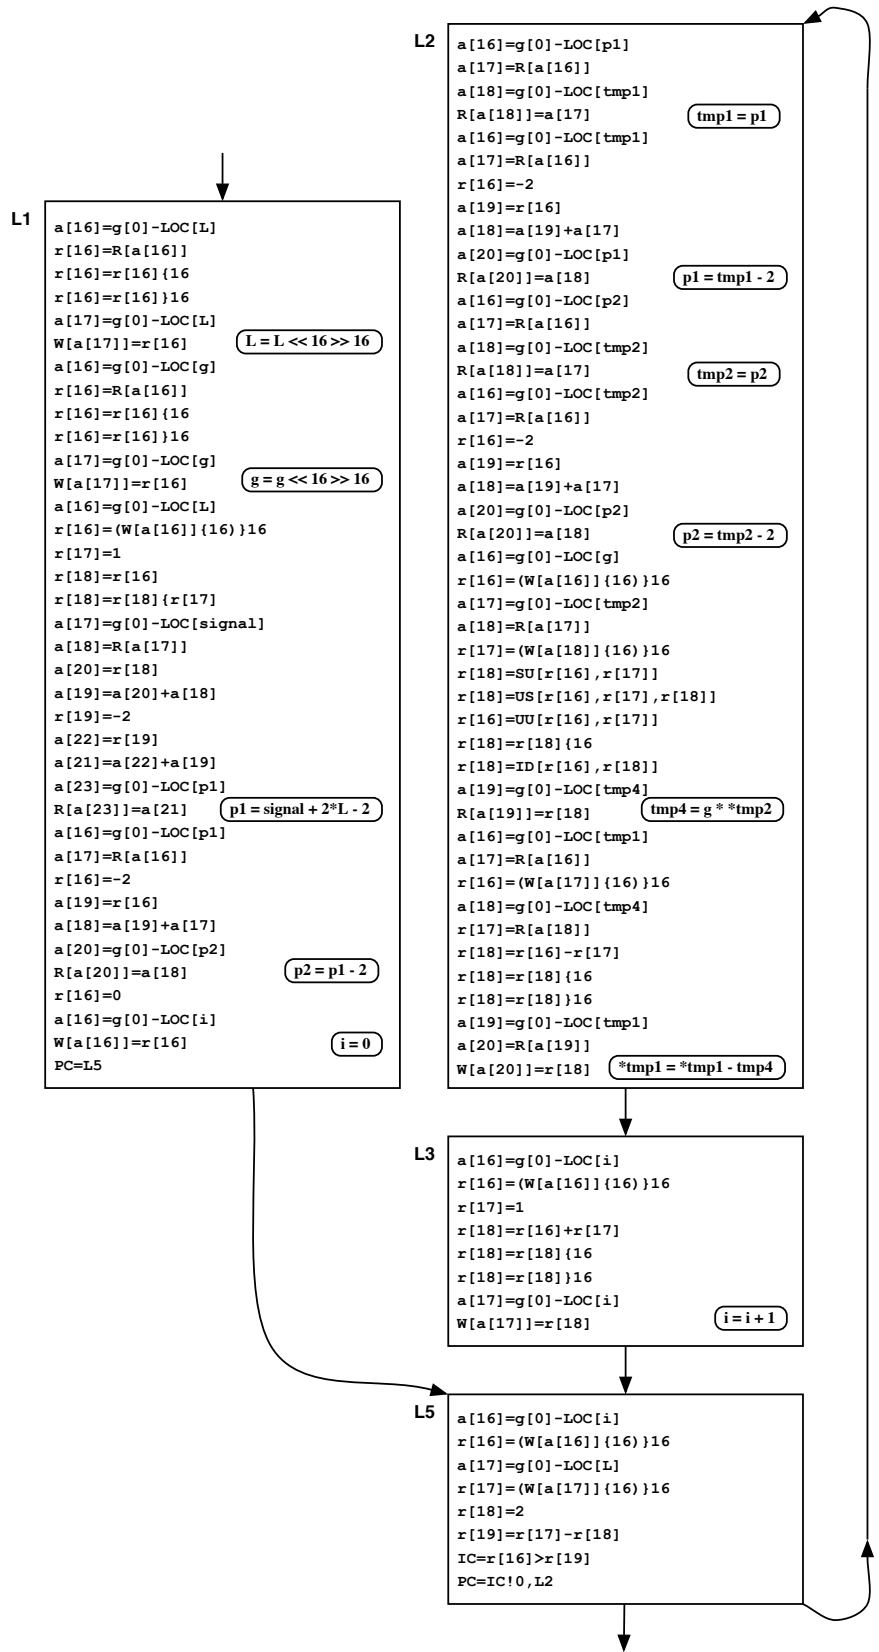 L1
a[16]=g[0]-LOC[L]
r[16]=R[a[16]]
r[16]=r[16]{16
r[16]=r[16]}16
a[17]=g[0]-LOC[L]
W[a[17]]=r[16] L = L << 16 >> 16
a[16]=g[0]-LOC[g]
r[16]=R[a[16]]
r[16]=r[16]{16
r[16]=r[16]}16
a[17]=g[0]-LOC[g]
W[a[17]]=r[16] g = g << 16 >> 16
a[16]=g[0]-LOC[L]
r[16]=(W[a[16]]{16)}16
r[17]=1
r[18]=r[16]
r[18]=r[18]{r[17]
a[17]=g[0]-LOC[signal]
a[18]=R[a[17]]
a[20]=r[18]
a[19]=a[20]+a[18]
r[19]=-2
a[22]=r[19]
a[21]=a[22]+a[19]
a[23]=g[0]-LOC[p1]
R[a[23]]=a[21] p1 = signal + 2*L - 2
a[16]=g[0]-LOC[p1]
a[17]=R[a[16]]
r[16]=-2
a[19]=r[16]
a[18]=a[19]+a[17]
a[20]=g[0]-LOC[p2]
R[a[20]]=a[18] p2 = p1 - 2
r[16]=0
a[16]=g[0]-LOC[i]
W[a[16]]=r[16] i = 0
PC=L5
L2
a[16]=g[0]-LOC[p1]
a[17]=R[a[16]]
a[18]=g[0]-LOC[tmp1]
R[a[18]]=a[17] tmp1 = p1
a[16]=g[0]-LOC[tmp1]
a[17]=R[a[16]]
r[16]=-2
a[19]=r[16]
a[18]=a[19]+a[17]
a[20]=g[0]-LOC[p1]
R[a[20]]=a[18] p1 = tmp1 - 2
a[16]=g[0]-LOC[p2]
a[17]=R[a[16]]
a[18]=g[0]-LOC[tmp2]
R[a[18]]=a[17] tmp2 = p2
a[16]=g[0]-LOC[tmp2]
a[17]=R[a[16]]
r[16]=-2
a[19]=r[16]
a[18]=a[19]+a[17]
a[20]=g[0]-LOC[p2]
R[a[20]]=a[18] p2 = tmp2 - 2
a[16]=g[0]-LOC[g]
r[16]=(W[a[16]]{16)}16
a[17]=g[0]-LOC[tmp2]
a[18]=R[a[17]]
r[17]=(W[a[18]]{16)}16
r[18]=SU[r[16],r[17]]
r[18]=US[r[16],r[17],r[18]]
r[16]=UU[r[16],r[17]]
r[18]=r[18]{16
r[18]=ID[r[16],r[18]]
a[19]=g[0]-LOC[tmp4]
R[a[19]]=r[18] tmp4 = g * *tmp2
a[16]=g[0]-LOC[tmp1]
a[17]=R[a[16]]
r[16]=(W[a[17]]{16)}16
a[18]=g[0]-LOC[tmp4]
r[17]=R[a[18]]
r[18]=r[16]-r[17]
r[18]=r[18]{16
r[18]=r[18]}16
a[19]=g[0]-LOC[tmp1]
a[20]=R[a[19]]
W[a[20]]=r[18] *tmp1 = *tmp1 - tmp4
L3
a[16]=g[0]-LOC[i]
r[16]=(W[a[16]]{16)}16
r[17]=1
r[18]=r[16]+r[17]
r[18]=r[18]{16
r[18]=r[18]}16
a[17]=g[0]-LOC[i]
W[a[17]]=r[18] i = i + 1
L5
a[16]=g[0]-LOC[i]
r[16]=(W[a[16]]{16)}16
a[17]=g[0]-LOC[L]
r[17]=(W[a[17]]{16)}16
r[18]=2
r[19]=r[17]-r[18]
IC=r[16]>r[19]
PC=IC!0,L2